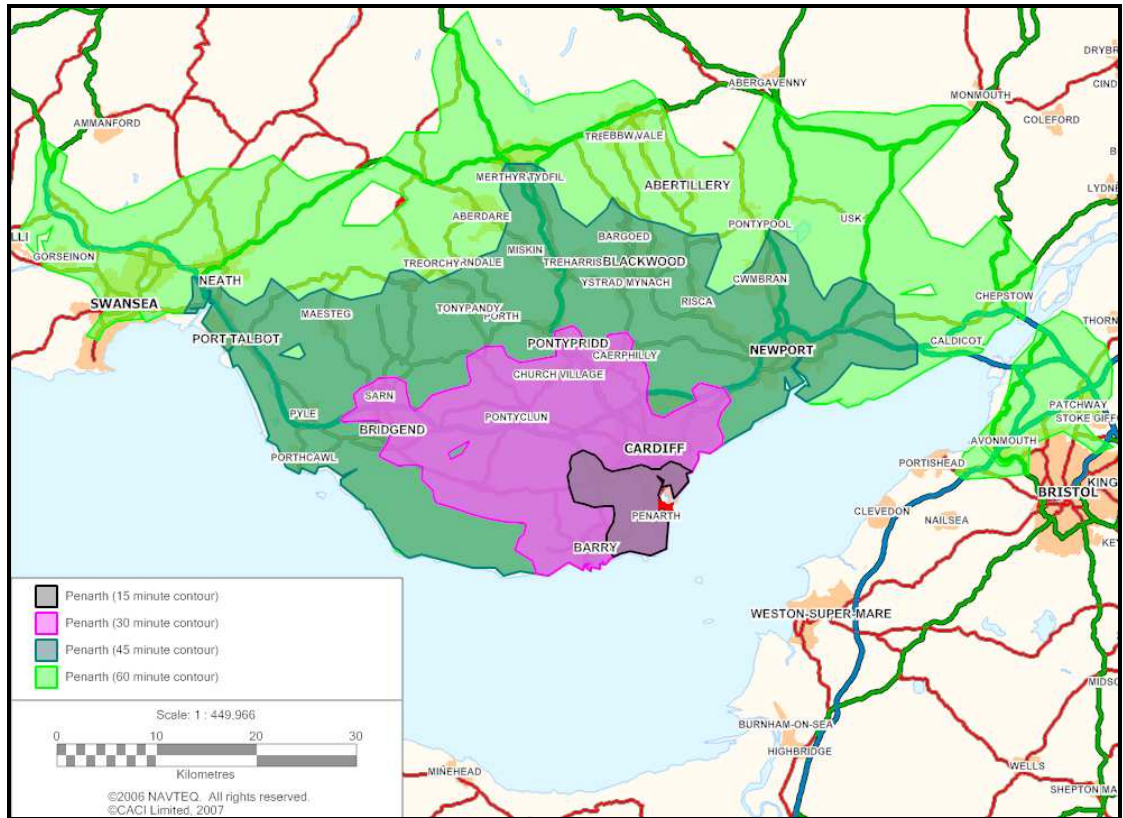 ABERGAVENNY
DRYBR
CIND
MONMOUTH
COLEFORD
AMMANFORD
EBBW VALE
MERTHYR TYDFIL
ABERTILLERY
LYDNE
ABERDARE
PONTYPOOL
USK
BARGOED
LLI
GORSEINON
MISKIN
TREORCHY
RNDALE
TREHARRIS
BLACKWOOD
NEATH
YSTRAD MYNACH
CWMBRAN
SWANSEA
RISCA
CHEPSTOW
MAESTEG
TONYPANDY
PORTH
THORN
PORT TALBOT
PONTYPRIDD
CAERPHILLY
NEWPORT
CALDICOT
CHURCH VILLAGE
SARN
PATCHWAY
PYLE
PONTYCLUN
STOKE GIFFO
BRIDGEND
CARDIFF
AVONMOUTH
PORTHCAWL
PORTISHEAD
KING
BRISTOL
CLEVEDON
PENARTH
NAILSEA
BARRY
KEY
Penarth (15 minute contour)
Penarth (30 minute contour)
Penarth (45 minute contour)
Penarth (60 minute contour)
WESTON-SUPER-MARE
MIDSO
Scale: 1 : 449.966
0 10 20 30
Kilometres
BURNHAM-ON-SEA
HIGHBRIDGE
MINEHEAD
WELLS
SHEPTON MA
©2006 NAVTEQ. All rights reserved.
©CACI Limited, 2007